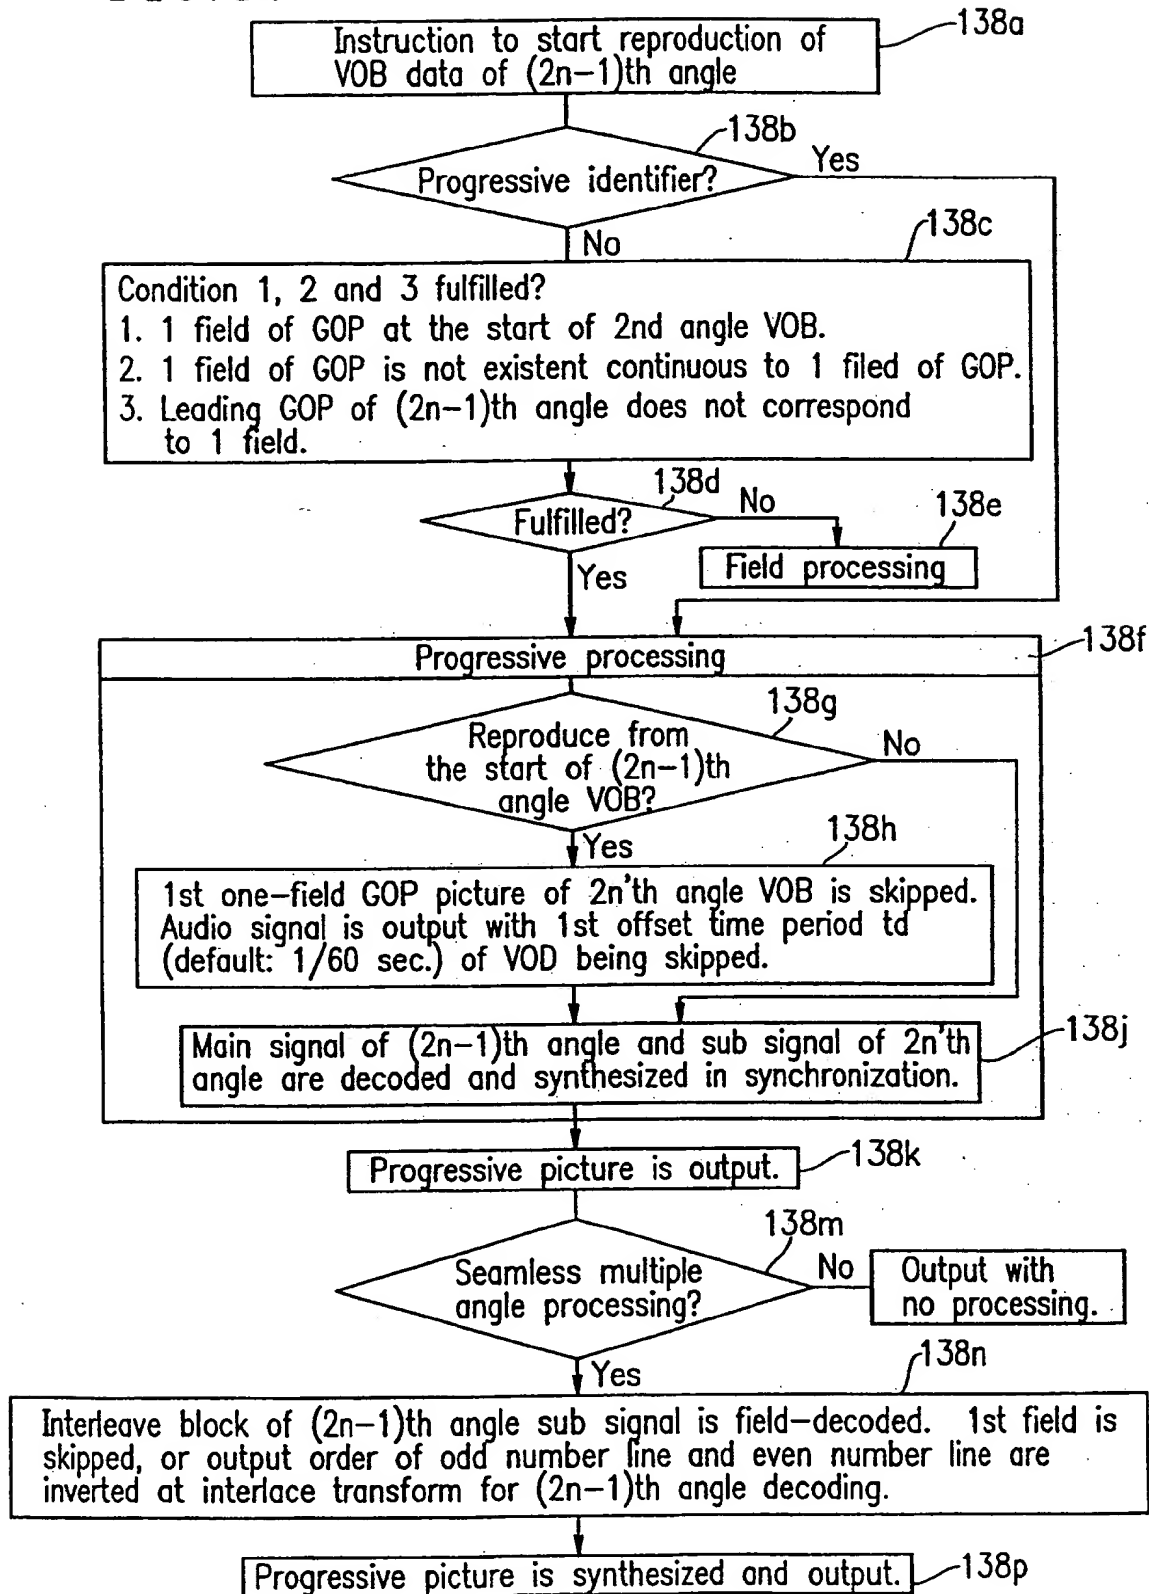 Instruction to start reproduction of
VOB data of (2n-1)th angle
138a
138b
Progressive identifier?
Yes
No
138c
Condition 1, 2 and 3 fulfilled?
1. 1 field of GOP at the start of 2nd angle VOB.
2. 1 field of GOP is not existent continuous to 1 filed of GOP.
3. Leading GOP of (2n-1)th angle does not correspond
to 1 field.
138d
Fulfilled?
No
138e
Field processing
Yes
Progressive processing
138f
138g
Reproduce from
the start of (2n-1)th
angle VOB?
No
Yes
138h
1st one-field GOP picture of 2n'th angle VOB is skipped.
Audio signal is output with 1st offset time period td
(default: 1/60 sec.) of VOD being skipped.
Main signal of (2n-1)th angle and sub signal of 2n'th
angle are decoded and synthesized in synchronization.
138j
Progressive picture is output.
138k
138m
Seamless multiple
angle processing?
No
Output with
no processing.
Yes
138n
Interleave block of (2n-1)th angle sub signal is field-decoded. 1st field is
skipped, or output order of odd number line and even number line are
inverted at interlace transform for (2n-1)th angle decoding.
Progressive picture is synthesized and output.
138p